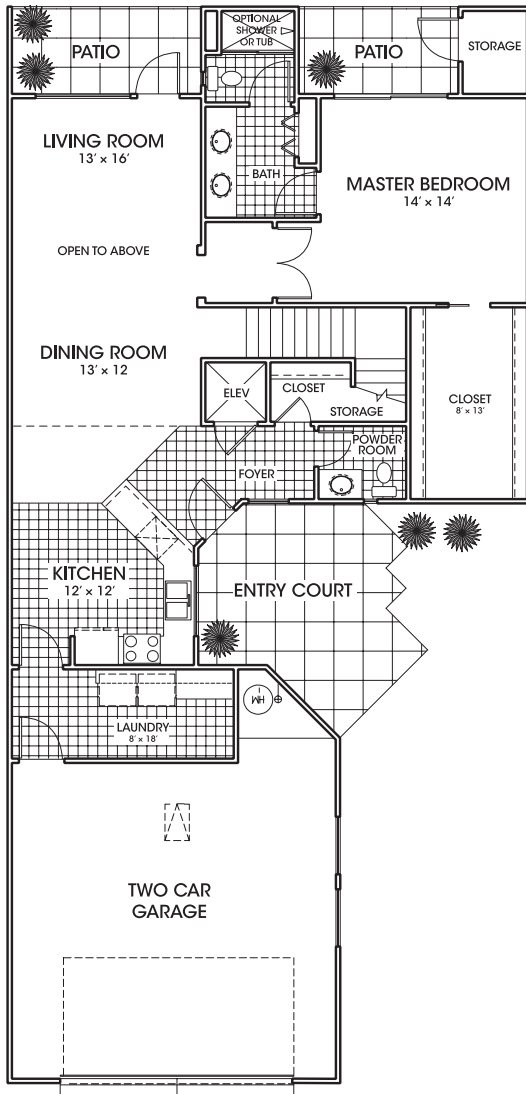 OPTIONAL
SHOWER
OR TUB
PATIO
PATIO
STORAGE
LIVING ROOM
13' × 16'
BATH
MASTER BEDROOM
14' × 14'
OPEN TO ABOVE
DINING ROOM
13' × 12
ELEV
CLOSET
STORAGE
CLOSET
8' × 13'
POWDER
ROOM
FOYER
KITCHEN
12' × 12'
ENTRY COURT
HW
LAUNDRY
8' × 18'
TWO CAR
GARAGE